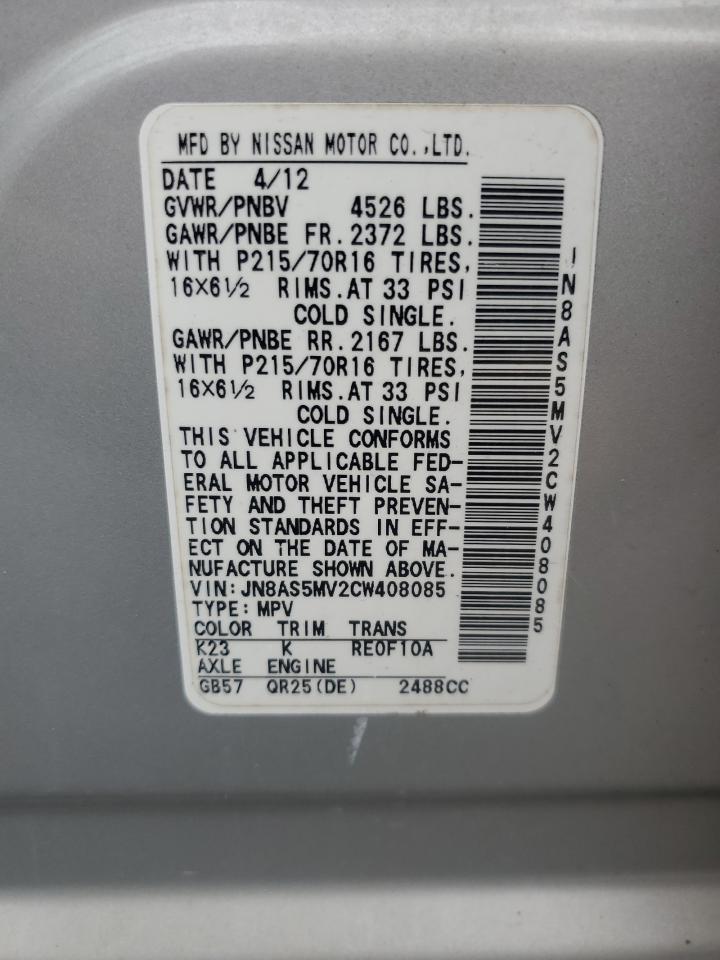 MFD BY NISSAN MOTOR CO.,LTD.
DATE 4/12
GVWR/PNBV 4526 LBS.
GAWR/PNBE FR. 2372 LBS.
WITH P215/70R16 TIRES,
16X6½ RIMS.AT 33 PSI
COLD SINGLE.
GAWR/PNBE RR. 2167 LBS.
WITH P215/70R16 TIRES,
16X6½ RIMS.AT 33 PSI
COLD SINGLE.
THIS VEHICLE CONFORMS
TO ALL APPLICABLE FED-
ERAL MOTOR VEHICLE SA-
FETY AND THEFT PREVEN-
TION STANDARDS IN EFF-
ECT ON THE DATE OF MA-
NUFACTURE SHOWN ABOVE.
VIN: JN8AS5MV2CW408085
TYPE: MPV
COLOR TRIM TRANS
K23 K RE0F10A
AXLE ENGINE
GB57 QR25(DE) 2488CC
JN8AS5MV2CW408085